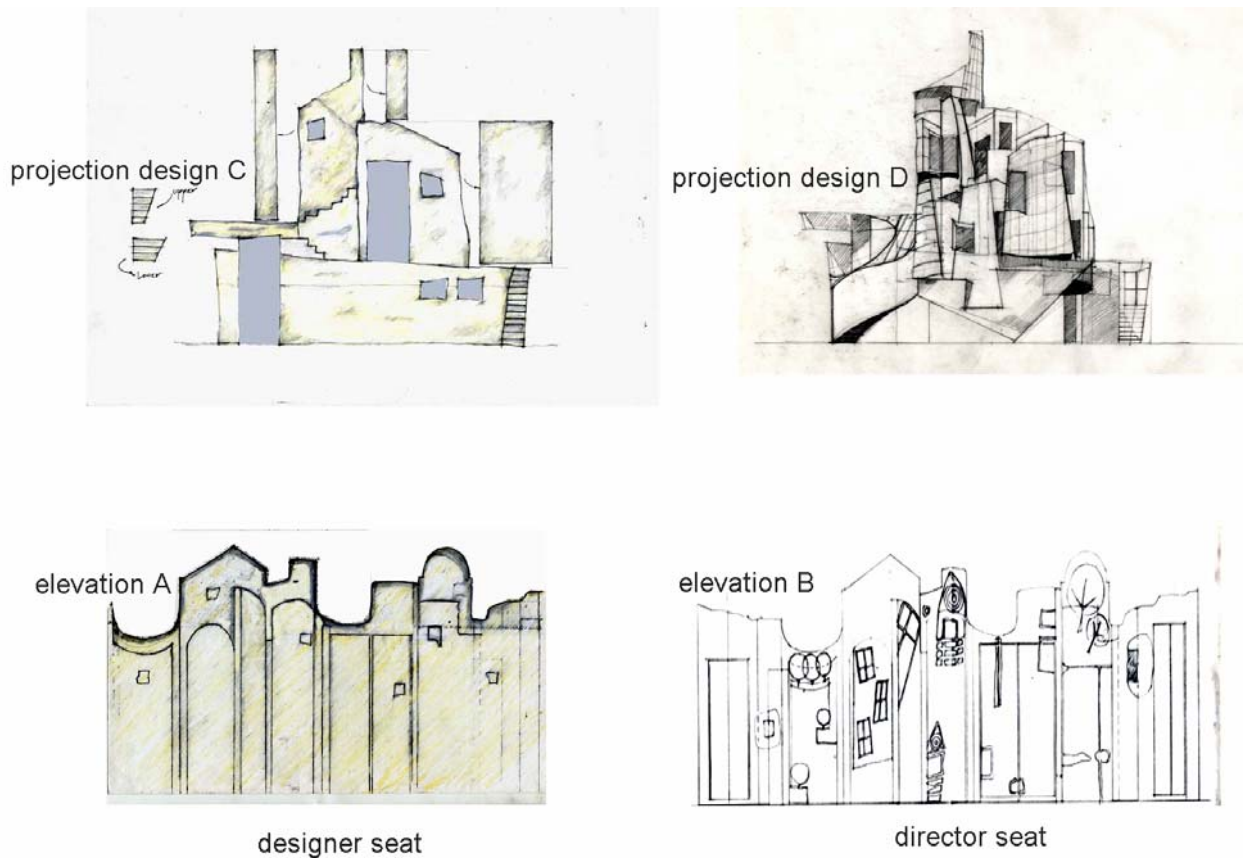 projection design C
upper
Lower
projection design D
elevation A
elevation B
designer seat
director seat